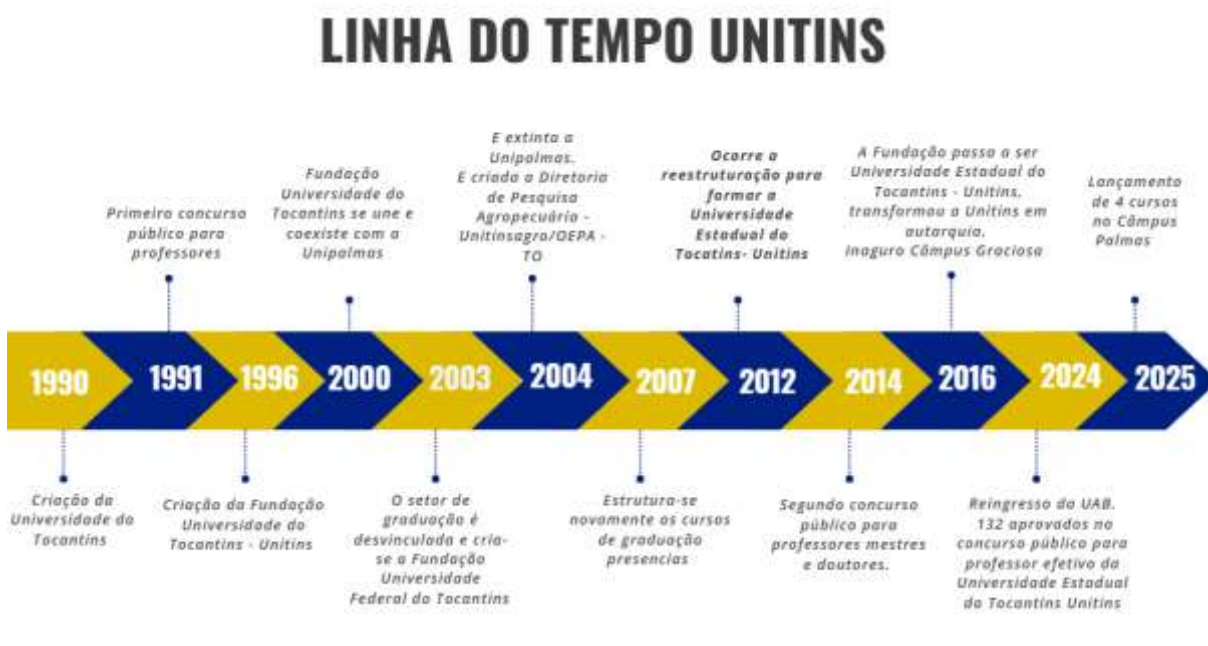 LINHA DO TEMPO UNITINS
Primeiro concurso
público para
professores
Fundação
Universidade do
Tocantins se une e
coexiste com a
Unipalmas
E extinta a
Unipalmas.
E criada a Diretoria
de Pesquisa
Agropecuária -
Unitinsagro/OEPA -
TO
Ocorre a
reestruturação para
formar a
Universidade
Estadual do
Tocatins- Unitins
A Fundação passa a ser
Universidade Estadual do
Tocantins - Unitins,
transformou a Unitins em
autarquia.
Inaguro Câmpus Graciosa
Lançamento
de 4 cursos
no Câmpus
Palmas
1990
1991
1996
2000
2003
2004
2007
2012
2014
2016
2024
2025
Criação da
Universidade do
Tocantins
Criação da Fundação
Universidade do
Tocantins - Unitins
O setor de
graduação é
desvinculada e cria-
se a Fundação
Universidade
Federal do Tocantins
Estrutura-se
novamente os cursos
de graduação
presencias
Segundo concurso
público para
professores mestres
e doutores.
Reingresso da UAB.
132 aprovados no
concurso público para
professor efetivo da
Universidade Estadual
do Tocantins Unitins